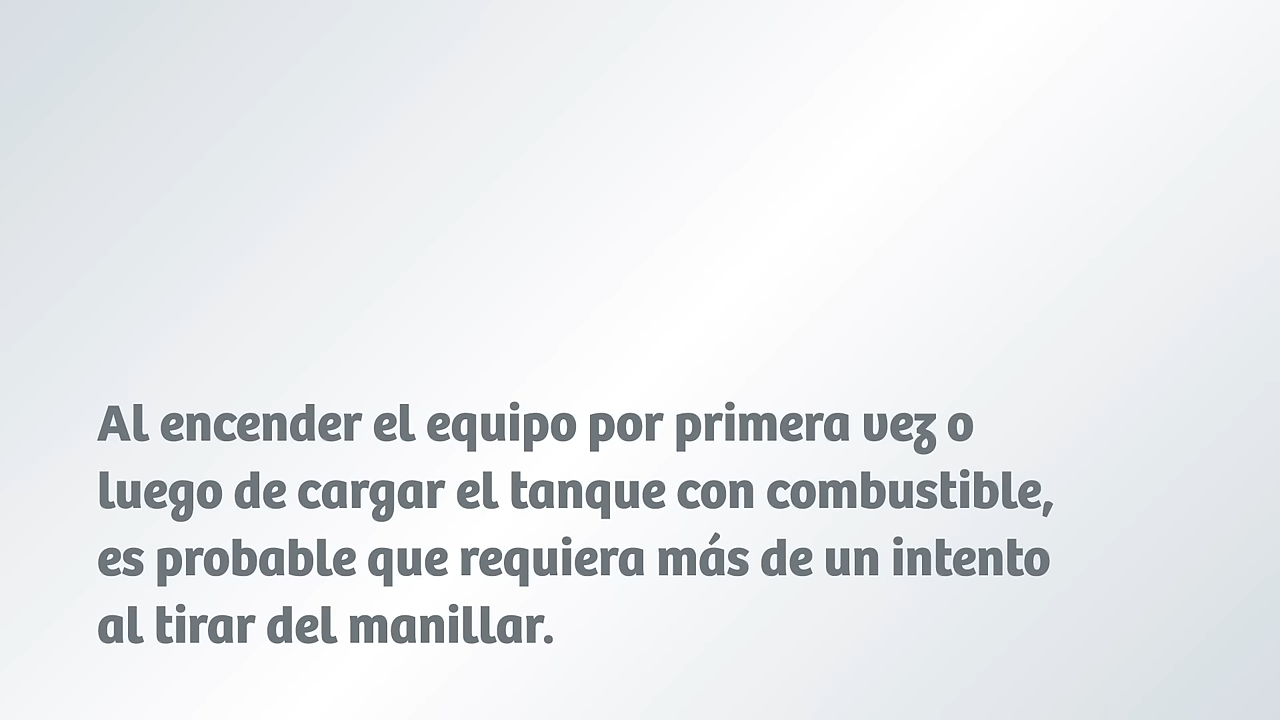 Al encender el equipo por primera vez o
luego de cargar el tanque con combustible,
es probable que requiera más de un intento
al tirar del manillar.